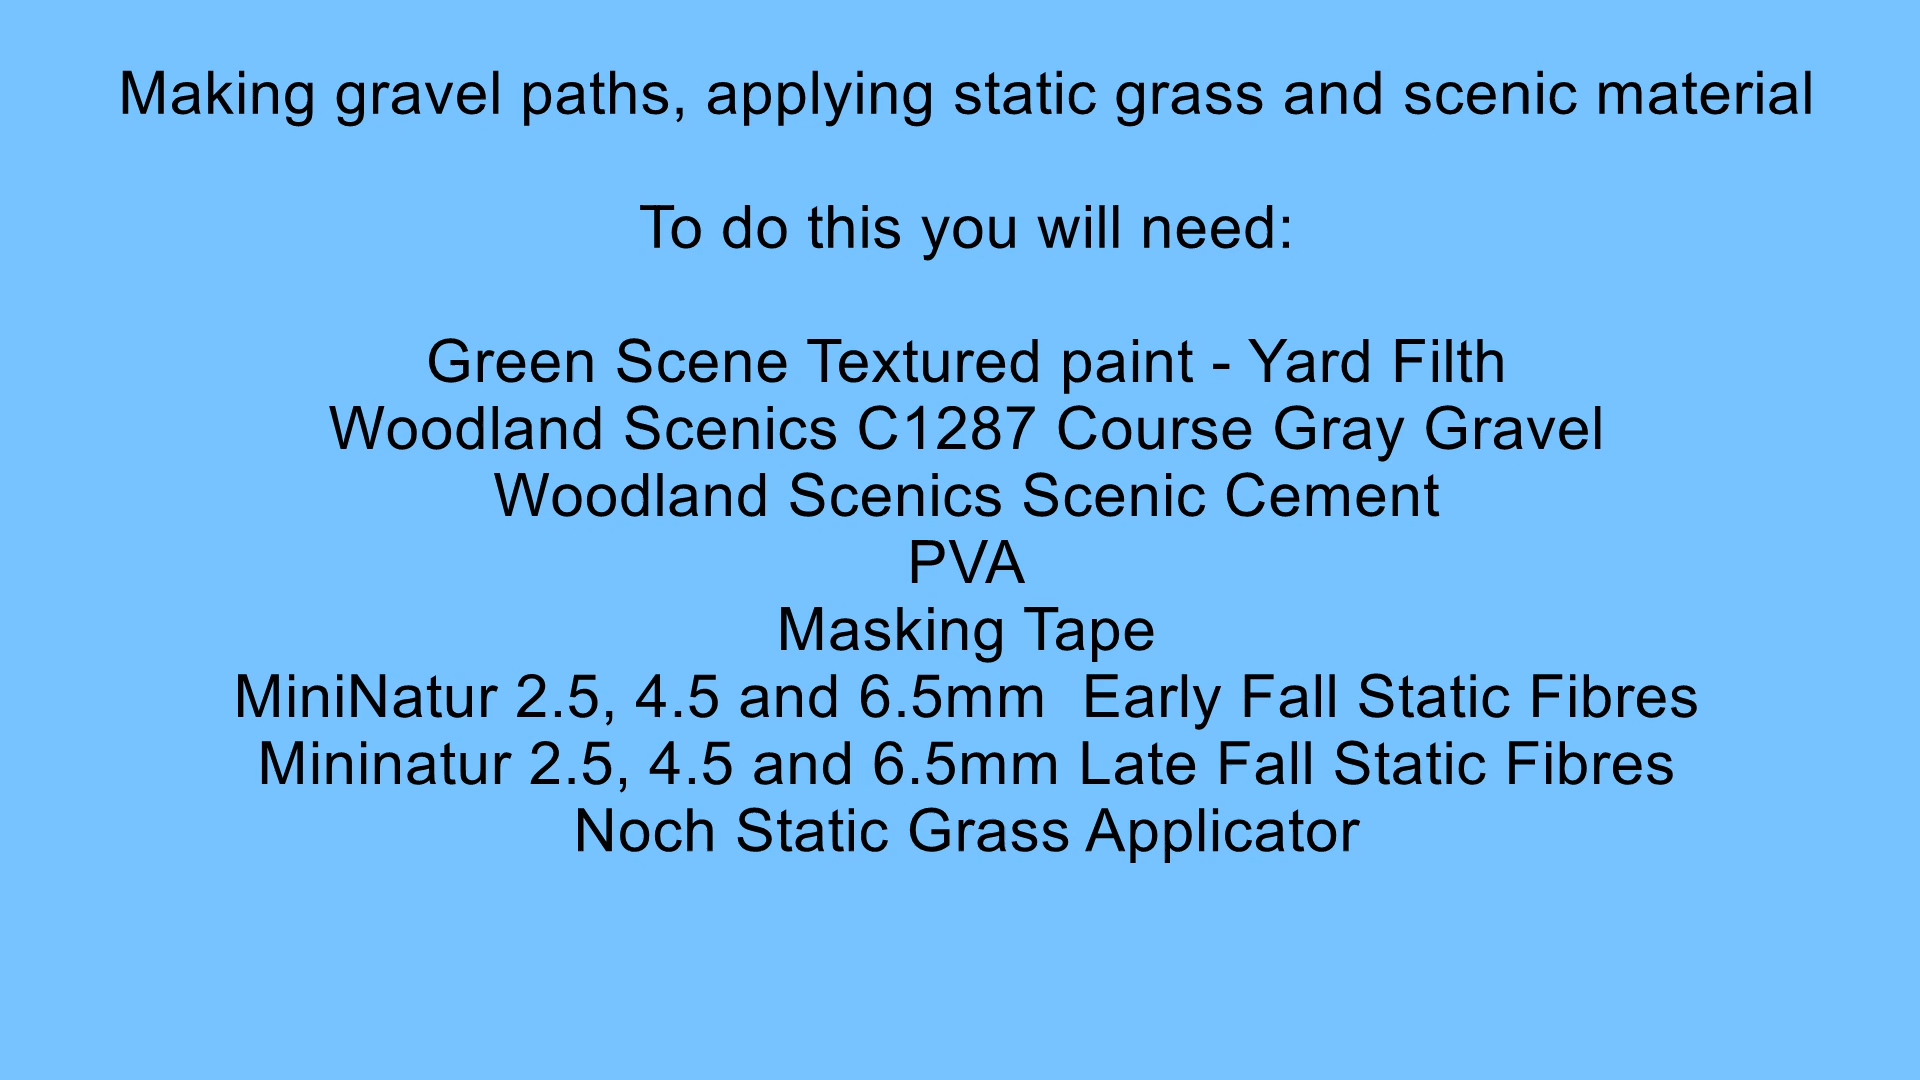 Making gravel paths, applying static grass and scenic material
To do this you will need:
Green Scene Textured paint - Yard Filth
Woodland Scenics C1287 Course Gray Gravel
Woodland Scenics Scenic Cement
PVA
Masking Tape
MiniNatur 2.5, 4.5 and 6.5mm  Early Fall Static Fibres
Mininatur 2.5, 4.5 and 6.5mm Late Fall Static Fibres
Noch Static Grass Applicator